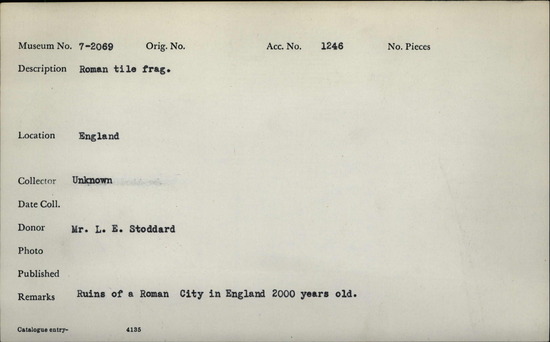 Museum No. 7-2069 Orig. No. Acc. No. 1246 No. Pieces
Description Roman tile frag.
Location England
Collector Unknown
Date Coll.
Donor Mr. L. E. Stoddard
Photo
Published
Remarks Ruins of a Roman City in England 2000 years old.
Catalogue entry- 4135